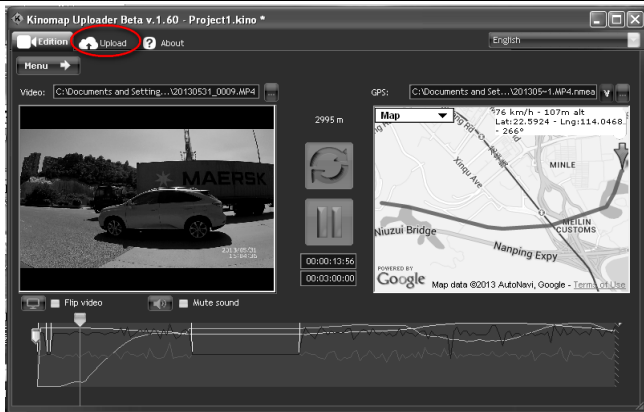 Kinomap Uploader Beta v.1.60 - Project1.kino *
Edition Upload ? About English
Menu
Video: C:\Documents and Setting...\20130531_0009.MP4 ...
GPS: C:\Documents and Set...\201305~1.MP4.nmea V ...
2995 m
Map
76 km/h - 107m alt
Lat:22.5924 - Lng:114.0468
- 266°
Xinqu Ave
MINLE
MAERSK
Niuzui Bridge
MEILIN
CUSTOMS
Nanping Expy
2013/05/31
00:00:13:56
00:03:00:00
POWERED BY
Google Map data ©2013 AutoNavi, Google - Terms of Use
Flip video Mute sound